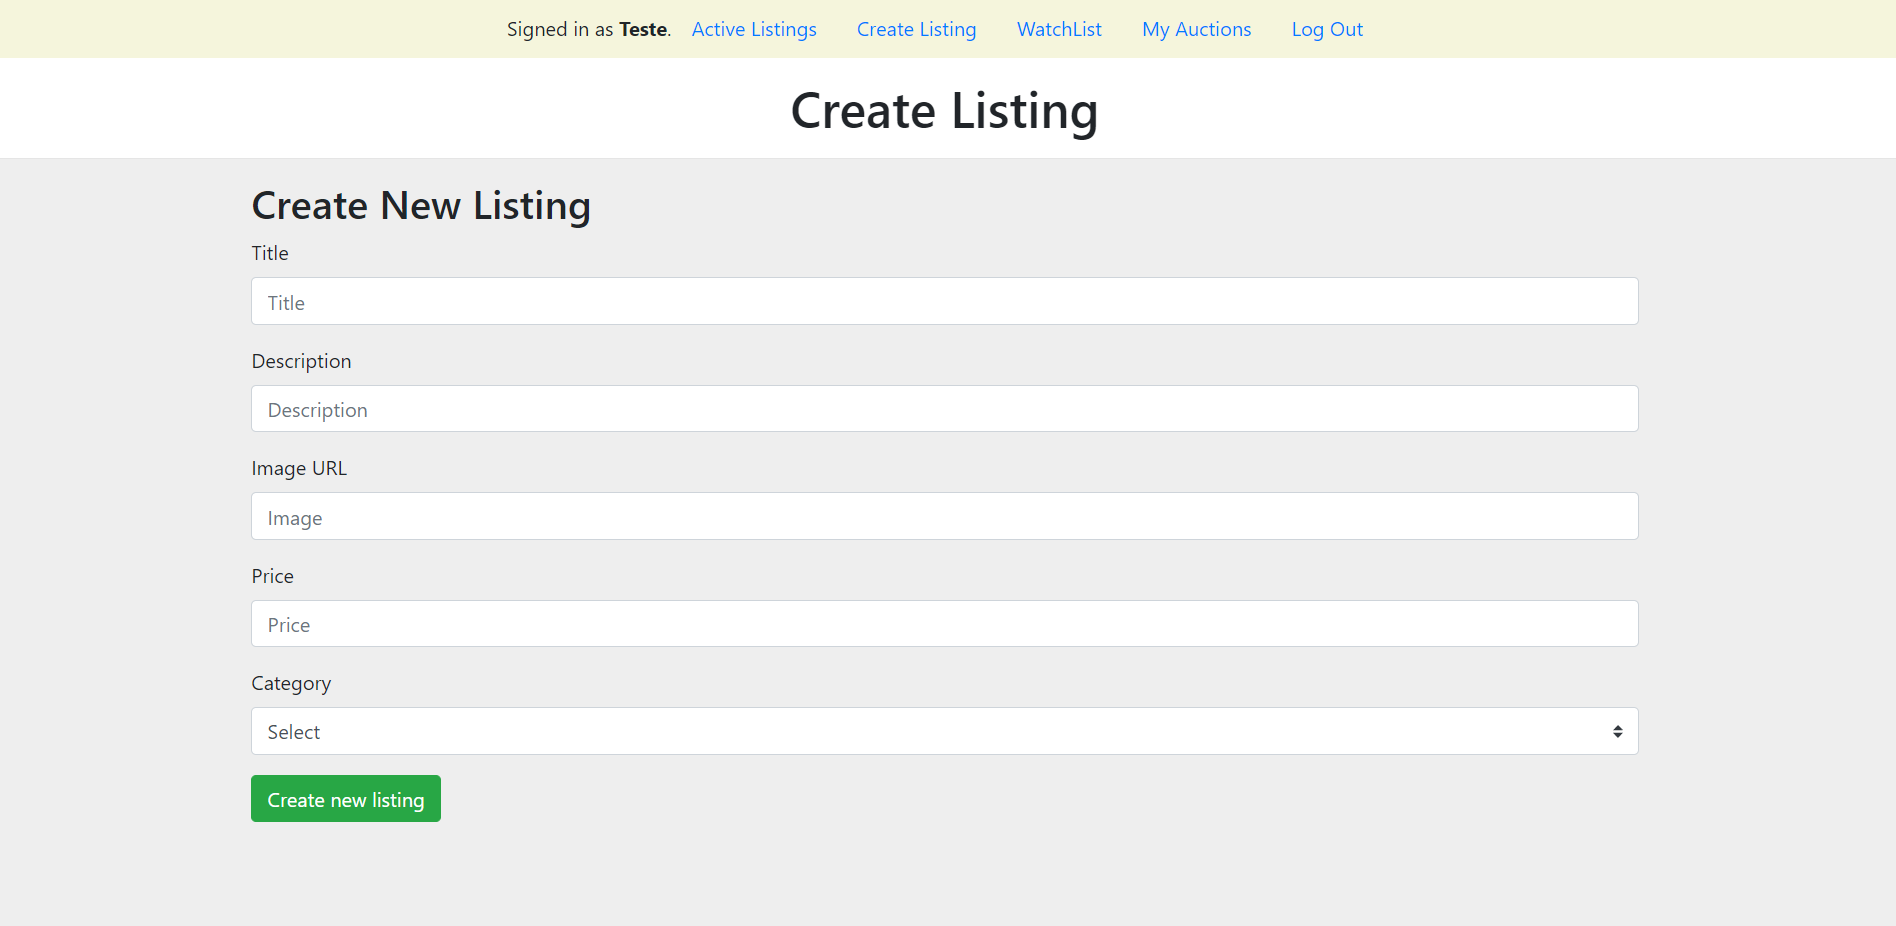 Signed in as Teste. Active Listings Create Listing WatchList My Auctions Log Out
Create Listing
Create New Listing
Title
Title
Description
Description
Image URL
Image
Price
Price
Category
Select
Create new listing